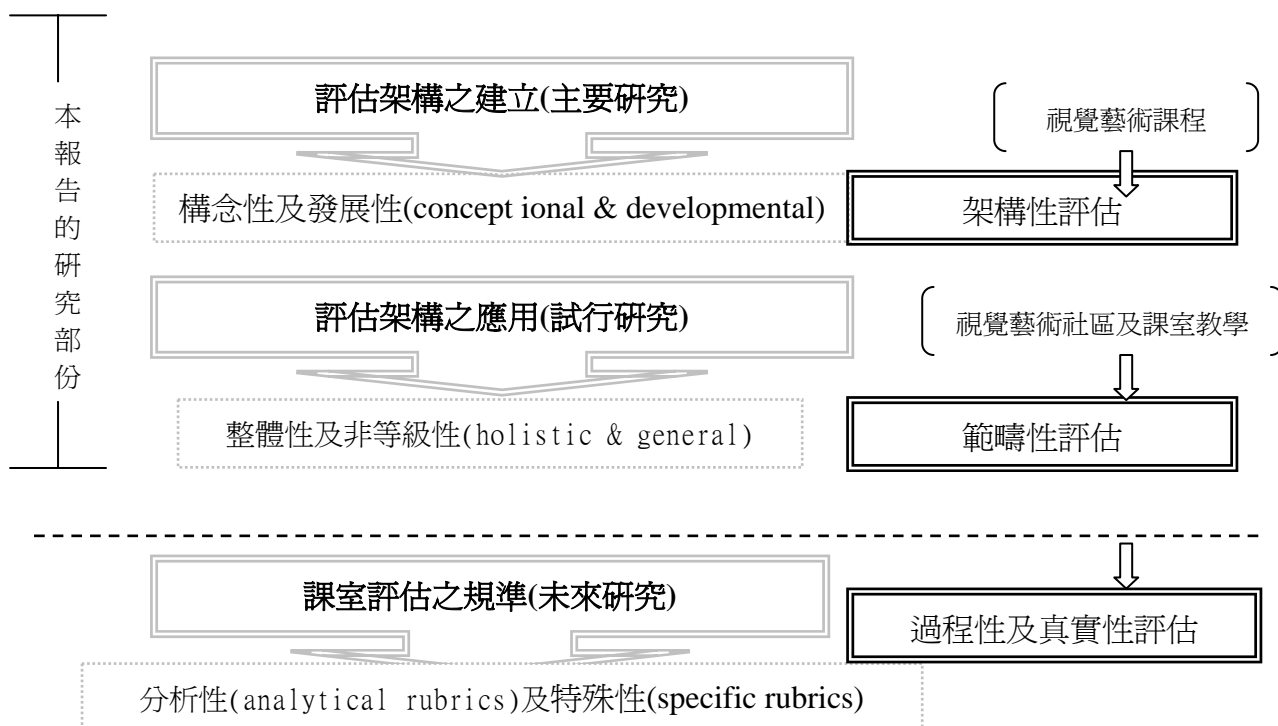 本報告的研究部份
評估架構之建立(主要研究)
視覺藝術課程
構念性及發展性(concept ional & developmental)
架構性評估
評估架構之應用(試行研究)
視覺藝術社區及課室教學
整體性及非等級性(holistic & general)
範疇性評估
課室評估之規準(未來研究)
過程性及真實性評估
分析性(analytical rubrics)及特殊性(specific rubrics)